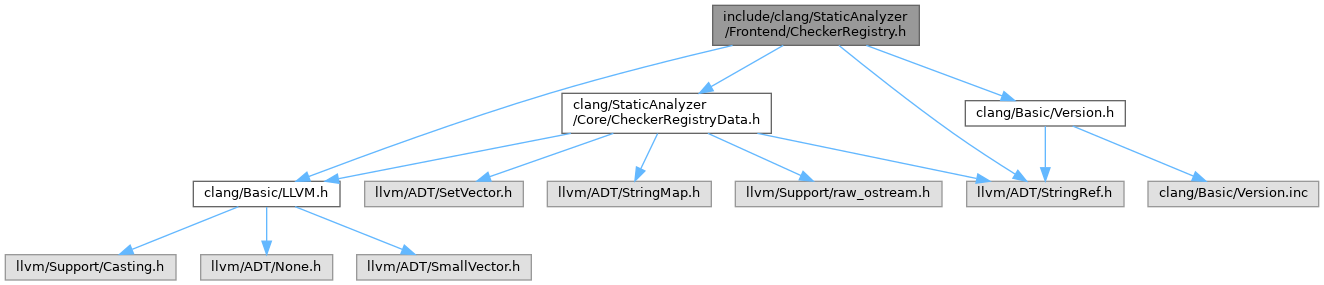 include/clang/StaticAnalyzer
/Frontend/CheckerRegistry.h
clang/StaticAnalyzer
/Core/CheckerRegistryData.h
clang/Basic/Version.h
clang/Basic/LLVM.h
llvm/ADT/SetVector.h
llvm/ADT/StringMap.h
llvm/Support/raw_ostream.h
llvm/ADT/StringRef.h
clang/Basic/Version.inc
llvm/Support/Casting.h
llvm/ADT/None.h
llvm/ADT/SmallVector.h